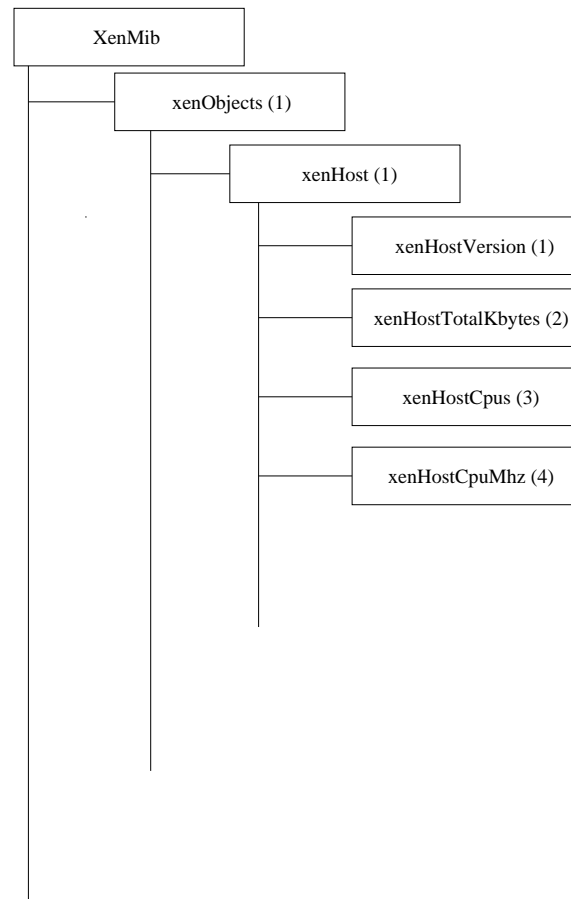 XenMib
xenObjects (1)
xenHost (1)
xenHostVersion (1)
xenHostTotalKbytes (2)
xenHostCpus (3)
xenHostCpuMhz (4)